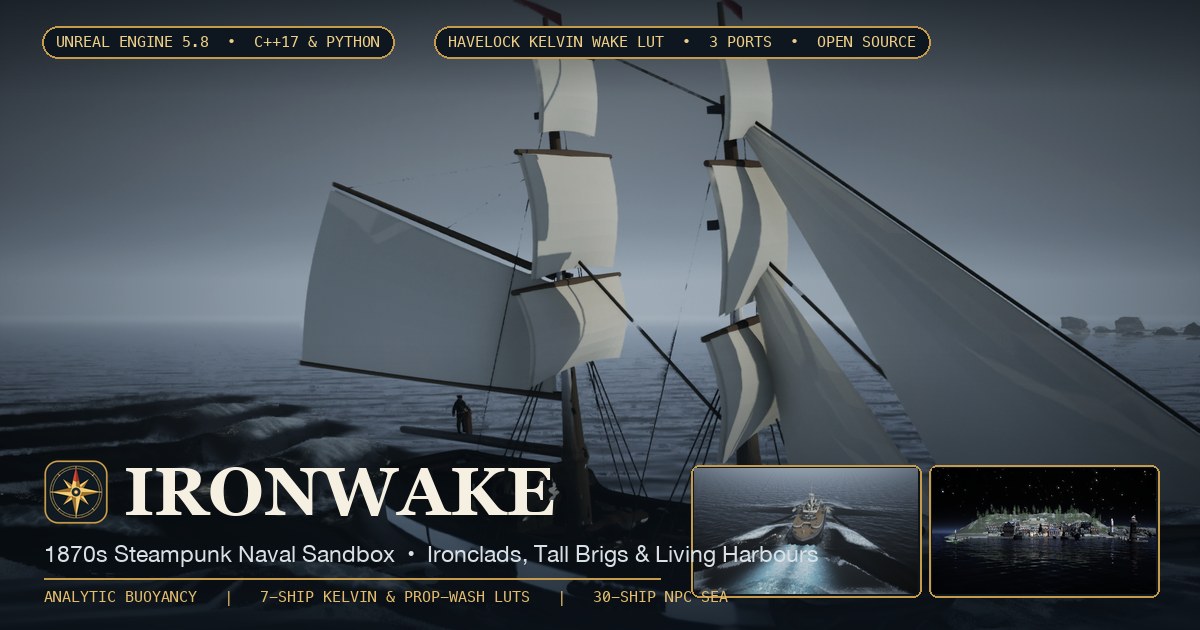 UNREAL ENGINE 5.8 • C++17 & PYTHON
HAVELOCK KELVIN WAKE LUT • 3 PORTS • OPEN SOURCE
IRONWAKE
1870s Steampunk Naval Sandbox • Ironclads, Tall Brigs & Living Harbours
ANALYTIC BUOYANCY | 7–SHIP KELVIN & PROP–WASH LUTS | 30–SHIP NPC SEA